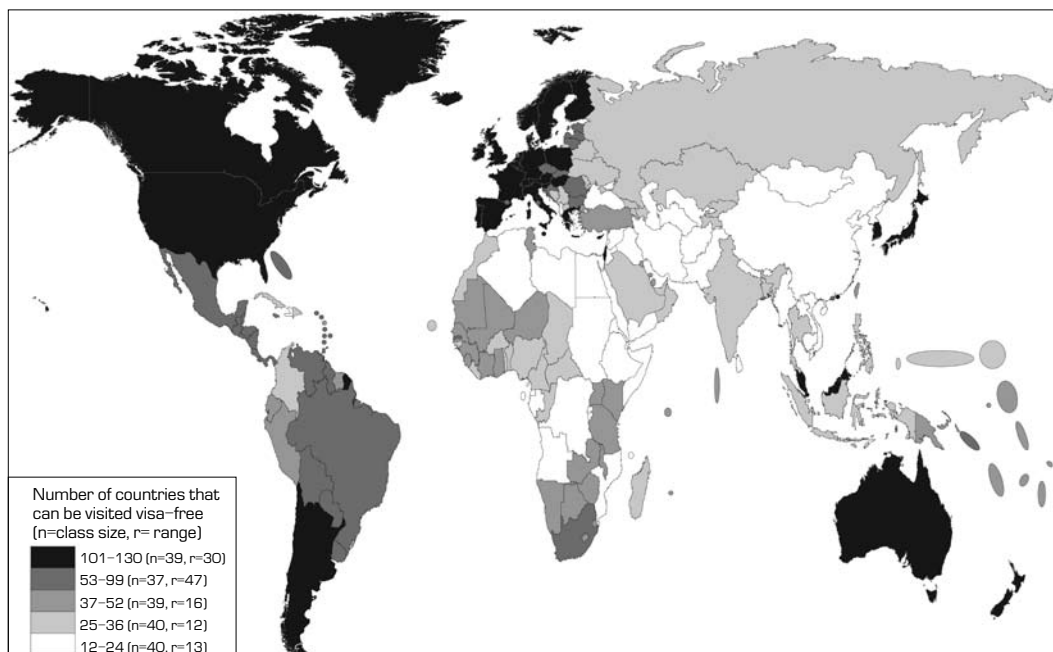 Number of countries that
can be visited visa-free
(n=class size, r= range)
101-130 (n=39, r=30)
53-99 (n=37, r=47)
37-52 (n=39, r=16)
25-36 (n=40, r=12)
12-24 (n=40, r=13)